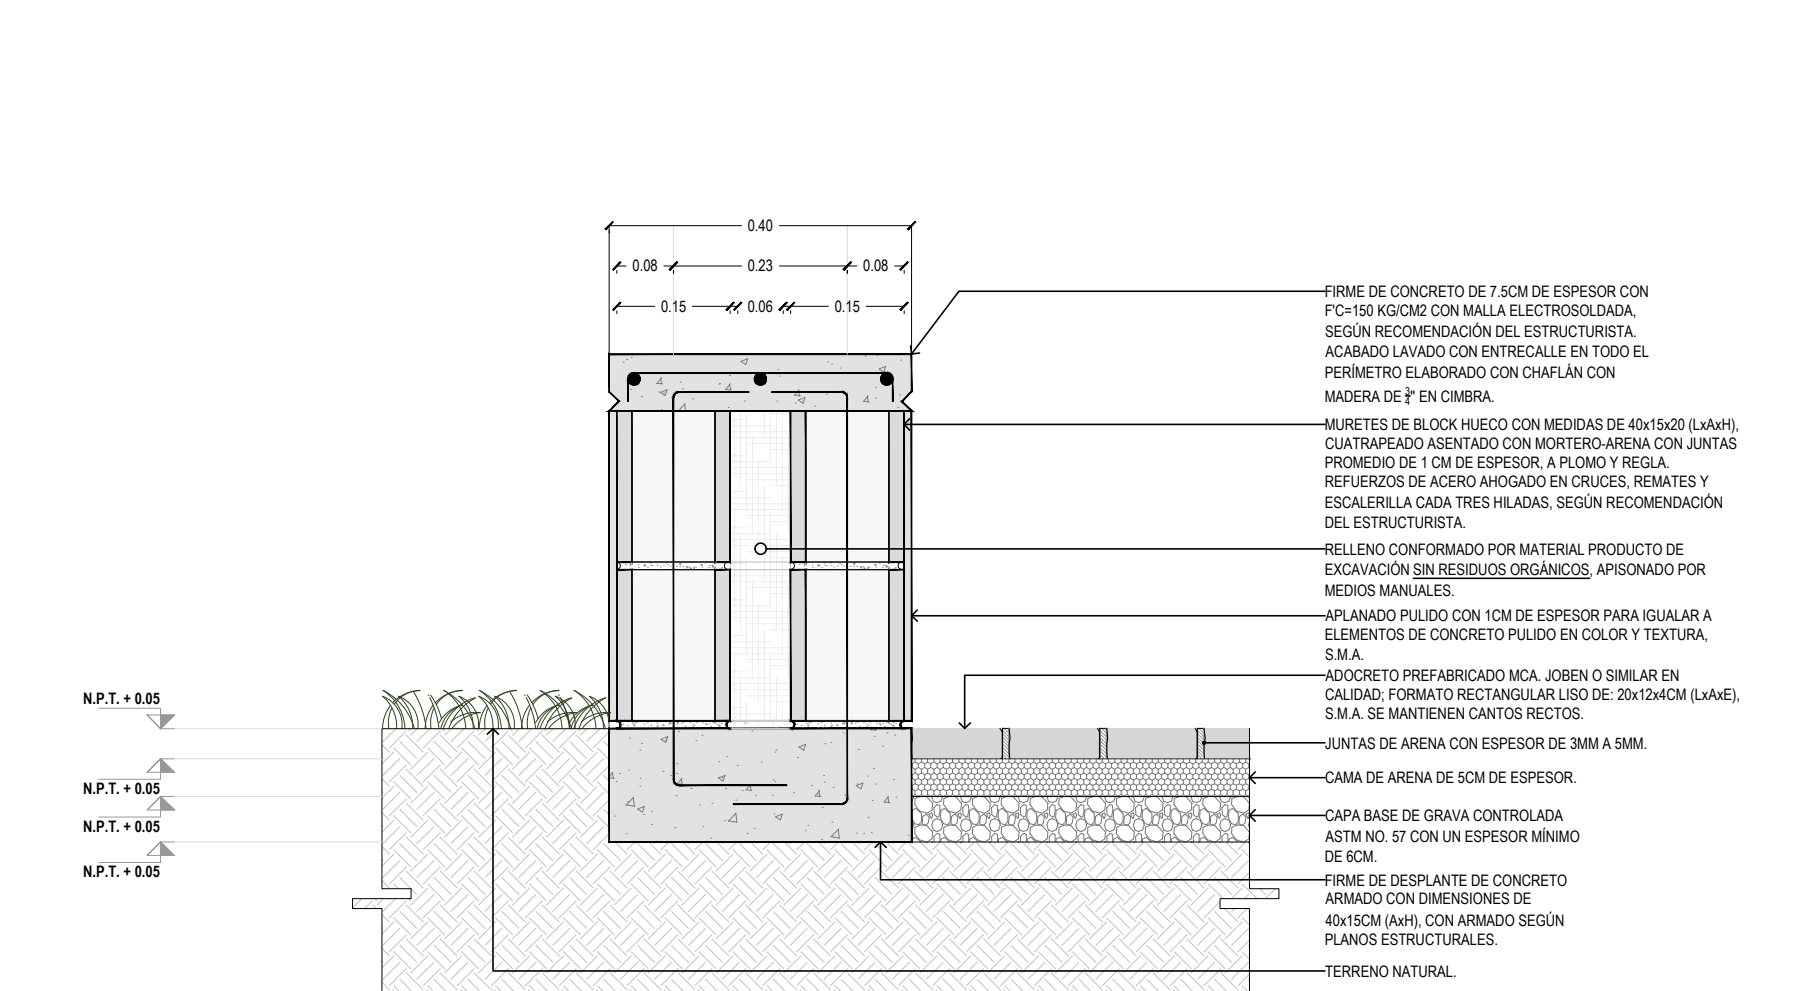 0.40
0.08 0.23 0.08
0.15 0.06 0.15
FIRME DE CONCRETO DE 7.5CM DE ESPESOR CON
F'C=150 KG/CM2 CON MALLA ELECTROSOLDADA,
SEGÚN RECOMENDACIÓN DEL ESTRUCTURISTA.
ACABADO LAVADO CON ENTRECALLE EN TODO EL
PERÍMETRO ELABORADO CON CHAFLÁN CON
MADERA DE 3/4" EN CIMBRA.
MURETES DE BLOCK HUECO CON MEDIDAS DE 40x15x20 (LxAxH),
CUATRAPEADO ASENTADO CON MORTERO-ARENA CON JUNTAS
PROMEDIO DE 1 CM DE ESPESOR, A PLOMO Y REGLA.
REFUERZOS DE ACERO AHOGADO EN CRUCES, REMATES Y
ESCALERILLA CADA TRES HILADAS, SEGÚN RECOMENDACIÓN
DEL ESTRUCTURISTA.
RELLENO CONFORMADO POR MATERIAL PRODUCTO DE
EXCAVACIÓN SIN RESIDUOS ORGÁNICOS, APISONADO POR
MEDIOS MANUALES.
APLANADO PULIDO CON 1CM DE ESPESOR PARA IGUALAR A
ELEMENTOS DE CONCRETO PULIDO EN COLOR Y TEXTURA,
S.M.A.
ADOCRETO PREFABRICADO MCA. JOBEN O SIMILAR EN
CALIDAD; FORMATO RECTANGULAR LISO DE: 20x12x4CM (LxAxE),
S.M.A. SE MANTIENEN CANTOS RECTOS.
JUNTAS DE ARENA CON ESPESOR DE 3MM A 5MM.
CAMA DE ARENA DE 5CM DE ESPESOR.
CAPA BASE DE GRAVA CONTROLADA
ASTM NO. 57 CON UN ESPESOR MÍNIMO
DE 6CM.
FIRME DE DESPLANTE DE CONCRETO
ARMADO CON DIMENSIONES DE
40x15CM (AxH), CON ARMADO SEGÚN
PLANOS ESTRUCTURALES.
TERRENO NATURAL.
N.P.T. + 0.05
N.P.T. + 0.05
N.P.T. + 0.05
N.P.T. + 0.05